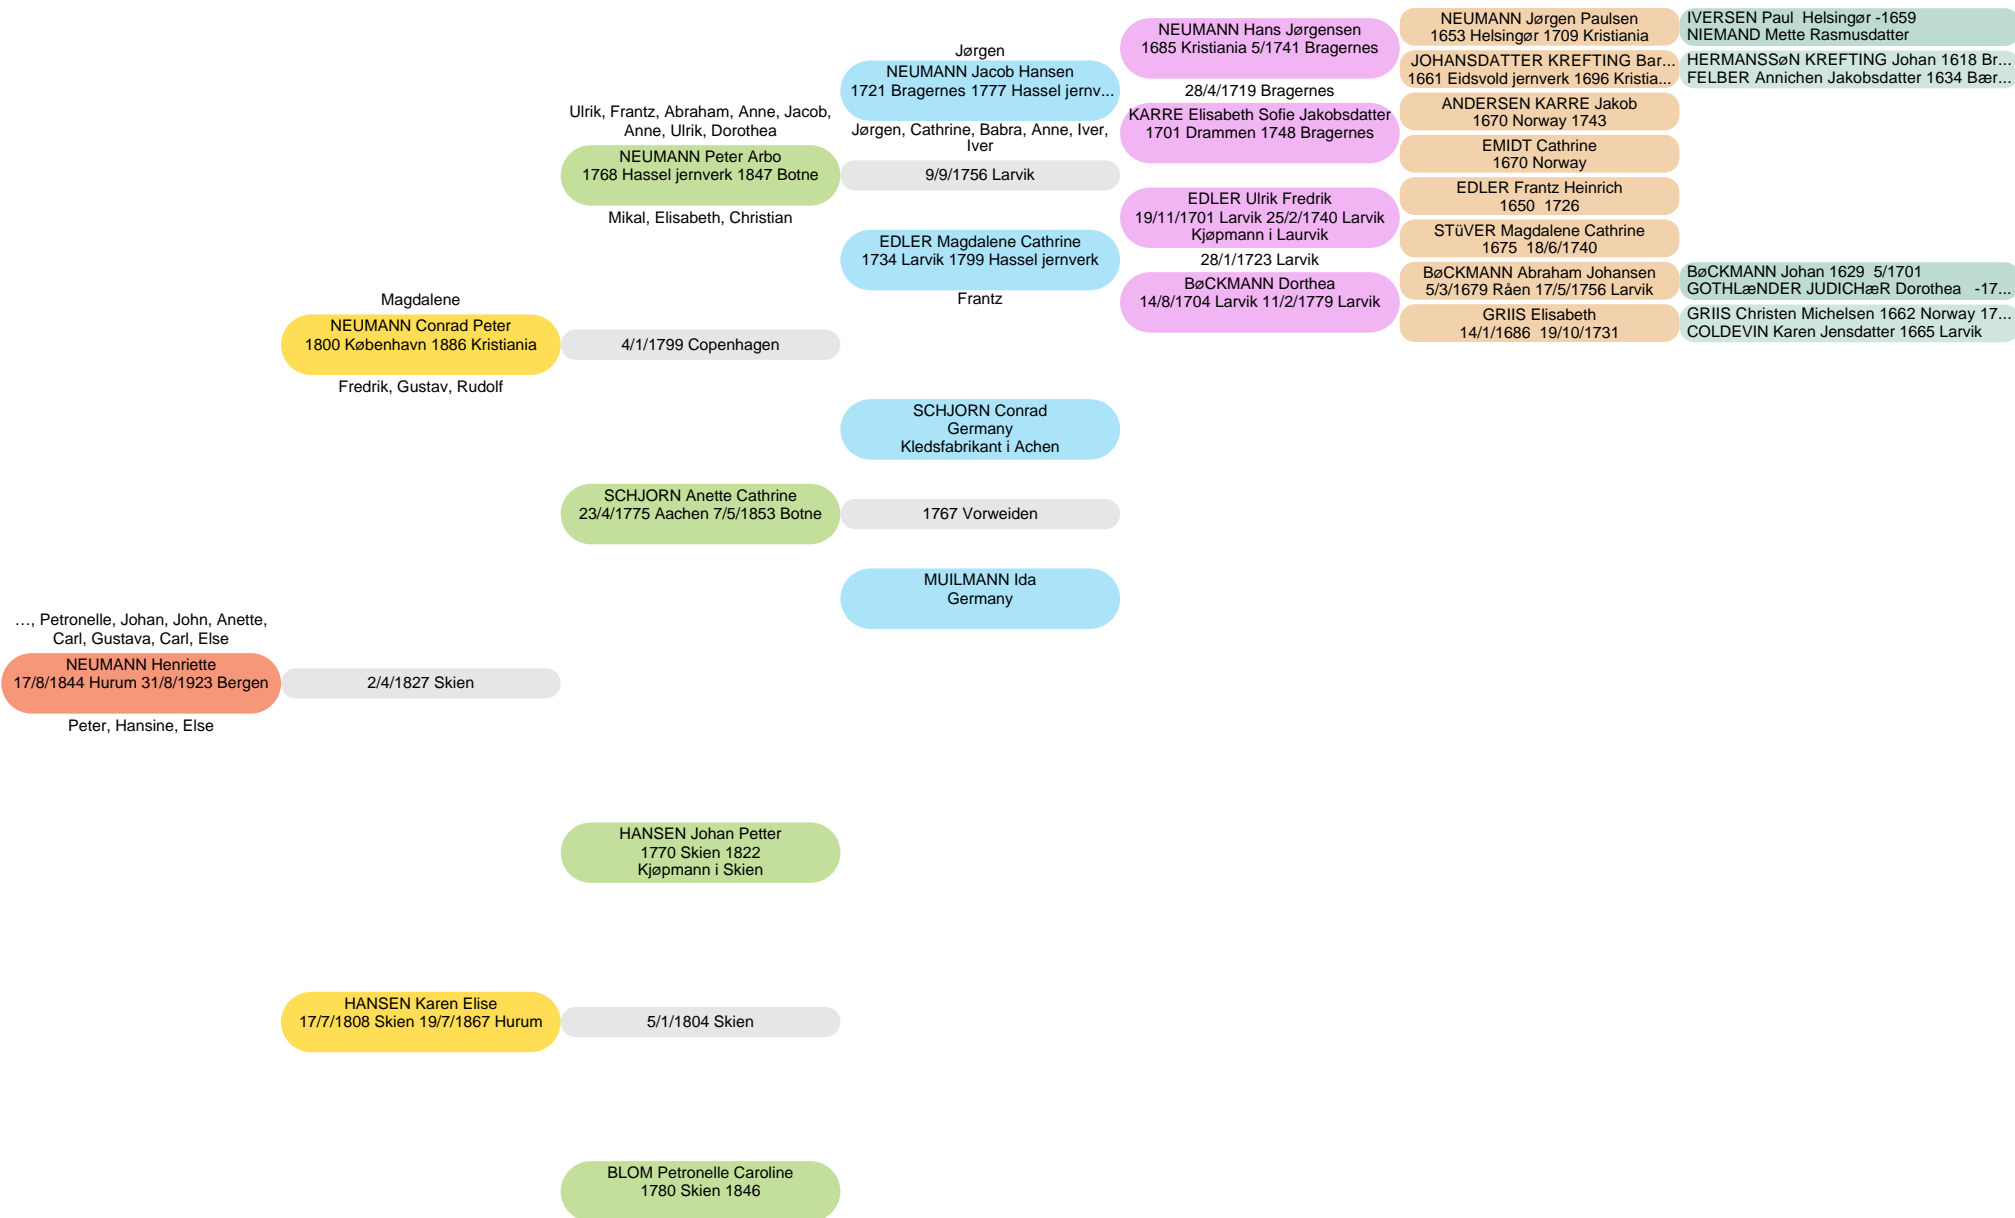 …, Petronelle, Johan, John, Anette,
Carl, Gustava, Carl, Else
NEUMANN Henriette
17/8/1844 Hurum 31/8/1923 Bergen
Peter, Hansine, Else
Magdalene
NEUMANN Conrad Peter
1800 København 1886 Kristiania
Fredrik, Gustav, Rudolf
2/4/1827 Skien
HANSEN Karen Elise
17/7/1808 Skien 19/7/1867 Hurum
Ulrik, Frantz, Abraham, Anne, Jacob,
Anne, Ulrik, Dorothea
NEUMANN Peter Arbo
1768 Hassel jernverk 1847 Botne
Mikal, Elisabeth, Christian
4/1/1799 Copenhagen
SCHJORN Anette Cathrine
23/4/1775 Aachen 7/5/1853 Botne
HANSEN Johan Petter
1770 Skien 1822
Kjøpmann i Skien
5/1/1804 Skien
BLOM Petronelle Caroline
1780 Skien 1846
Jørgen
NEUMANN Jacob Hansen
1721 Bragernes 1777 Hassel jernv...
Jørgen, Cathrine, Babra, Anne, Iver,
Iver
9/9/1756 Larvik
EDLER Magdalene Cathrine
1734 Larvik 1799 Hassel jernverk
Frantz
SCHJORN Conrad
Germany
Kledsfabrikant i Achen
1767 Vorweiden
MUILMANN Ida
Germany
NEUMANN Hans Jørgensen
1685 Kristiania 5/1741 Bragernes
28/4/1719 Bragernes
KARRE Elisabeth Sofie Jakobsdatter
1701 Drammen 1748 Bragernes
EDLER Ulrik Fredrik
19/11/1701 Larvik 25/2/1740 Larvik
Kjøpmann i Laurvik
28/1/1723 Larvik
BøCKMANN Dorthea
14/8/1704 Larvik 11/2/1779 Larvik
NEUMANN Jørgen Paulsen
1653 Helsingør 1709 Kristiania
JOHANSDATTER KREFTING Bar...
1661 Eidsvold jernverk 1696 Kristia...
ANDERSEN KARRE Jakob
1670 Norway 1743
EMIDT Cathrine
1670 Norway
EDLER Frantz Heinrich
1650 1726
STüVER Magdalene Cathrine
1675 18/6/1740
BøCKMANN Abraham Johansen
5/3/1679 Råen 17/5/1756 Larvik
GRIIS Elisabeth
14/1/1686 19/10/1731
IVERSEN Paul Helsingør -1659
NIEMAND Mette Rasmusdatter
HERMANSSøN KREFTING Johan 1618 Br...
FELBER Annichen Jakobsdatter 1634 Bær...
BøCKMANN Johan 1629 5/1701
GOTHLæNDER JUDICHæR Dorothea -17...
GRIIS Christen Michelsen 1662 Norway 17...
COLDEVIN Karen Jensdatter 1665 Larvik